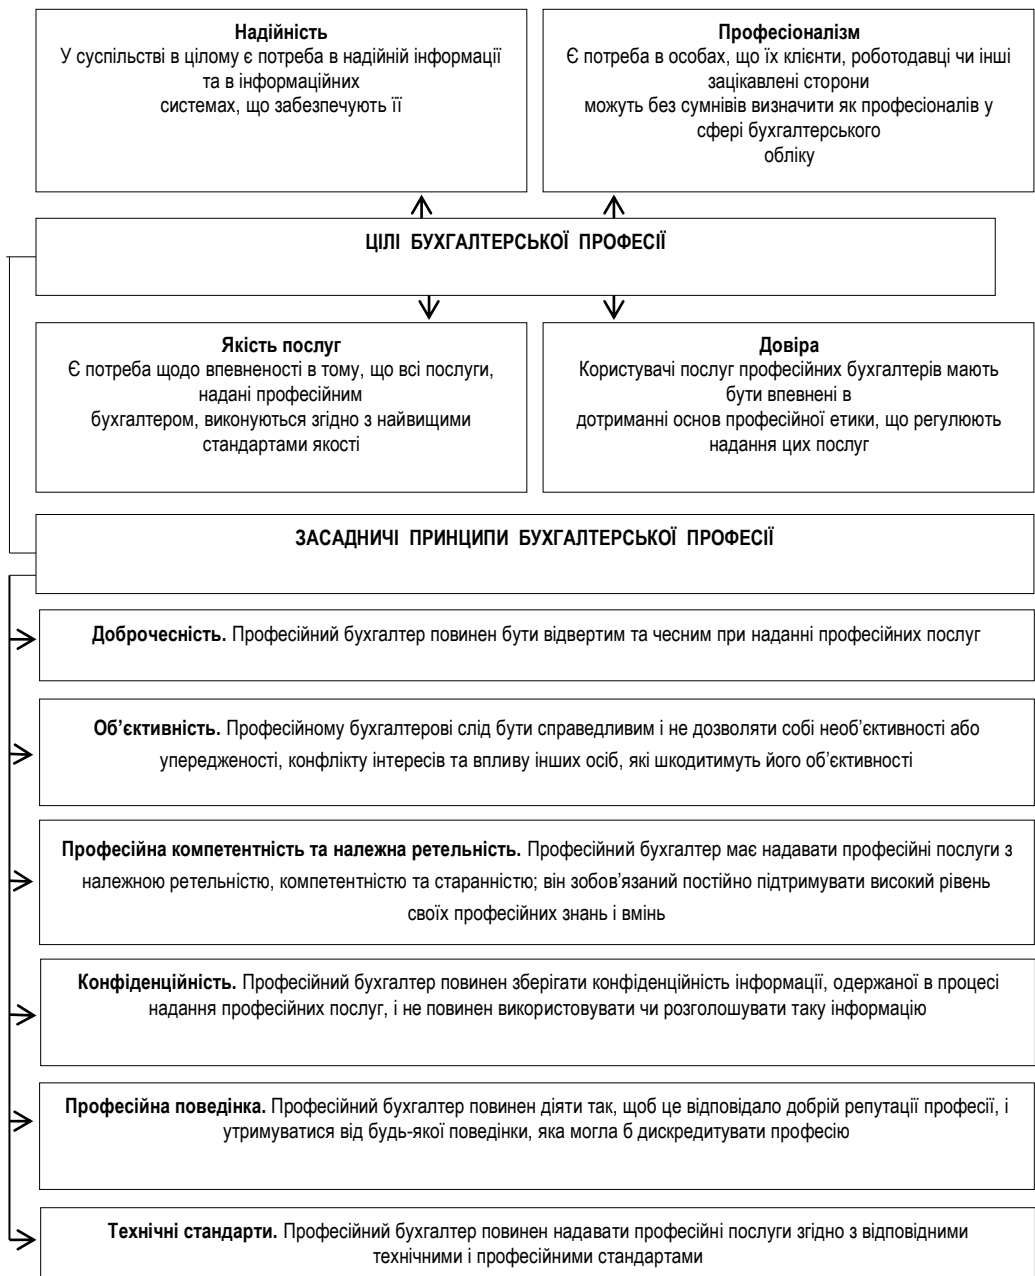 Надійність
У суспільстві в цілому є потреба в надійній інформації
та в інформаційних
системах, що забезпечують її
Професіоналізм
Є потреба в особах, що їх клієнти, роботодавці чи інші
зацікавлені сторони
можуть без сумнівів визначити як професіоналів у
сфері бухгалтерського
обліку
ЦІЛІ БУХГАЛТЕРСЬКОЇ ПРОФЕСІЇ
Якість послуг
Є потреба щодо впевненості в тому, що всі послуги,
надані професійним
бухгалтером, виконуються згідно з найвищими
стандартами якості
Довіра
Користувачі послуг професійних бухгалтерів мають
бути впевнені в
дотриманні основ професійної етики, що регулюють
надання цих послуг
ЗАСАДНИЧІ ПРИНЦИПИ БУХГАЛТЕРСЬКОЇ ПРОФЕСІЇ
Доброчесність. Професійний бухгалтер повинен бути відвертим та чесним при наданні професійних послуг
Об’єктивність. Професійному бухгалтерові слід бути справедливим і не дозволяти собі необ’єктивності або
упередженості, конфлікту інтересів та впливу інших осіб, які шкодитимуть його об’єктивності
Професійна компетентність та належна ретельність. Професійний бухгалтер має надавати професійні послуги з
належною ретельністю, компетентністю та старанністю; він зобов’язаний постійно підтримувати високий рівень
своїх професійних знань і вмінь
Конфіденційність. Професійний бухгалтер повинен зберігати конфіденційність інформації, одержаної в процесі
надання професійних послуг, і не повинен використовувати чи розголошувати таку інформацію
Професійна поведінка. Професійний бухгалтер повинен діяти так, щоб це відповідало добрій репутації професії, і
утримуватися від будь-якої поведінки, яка могла б дискредитувати професію
Технічні стандарти. Професійний бухгалтер повинен надавати професійні послуги згідно з відповідними
технічними і професійними стандартами